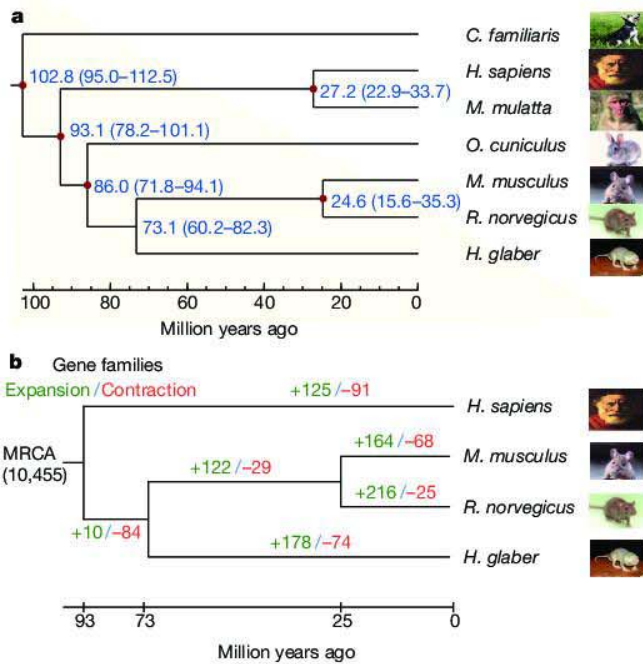 a
C. familiaris
H. sapiens
102.8 (95.0–112.5)
27.2 (22.9–33.7)
M. mulatta
93.1 (78.2–101.1)
O. cuniculus
86.0 (71.8–94.1)
M. musculus
24.6 (15.6–35.3)
R. norvegicus
73.1 (60.2–82.3)
H. glaber
100 80 60 40 20 0
Million years ago
b
Gene families
Expansion/Contraction
+125/–91
H. sapiens
MRCA
(10,455)
+164/–68
M. musculus
+122/–29
+216/–25
R. norvegicus
+10/–84
+178/–74
H. glaber
93 73 25 0
Million years ago